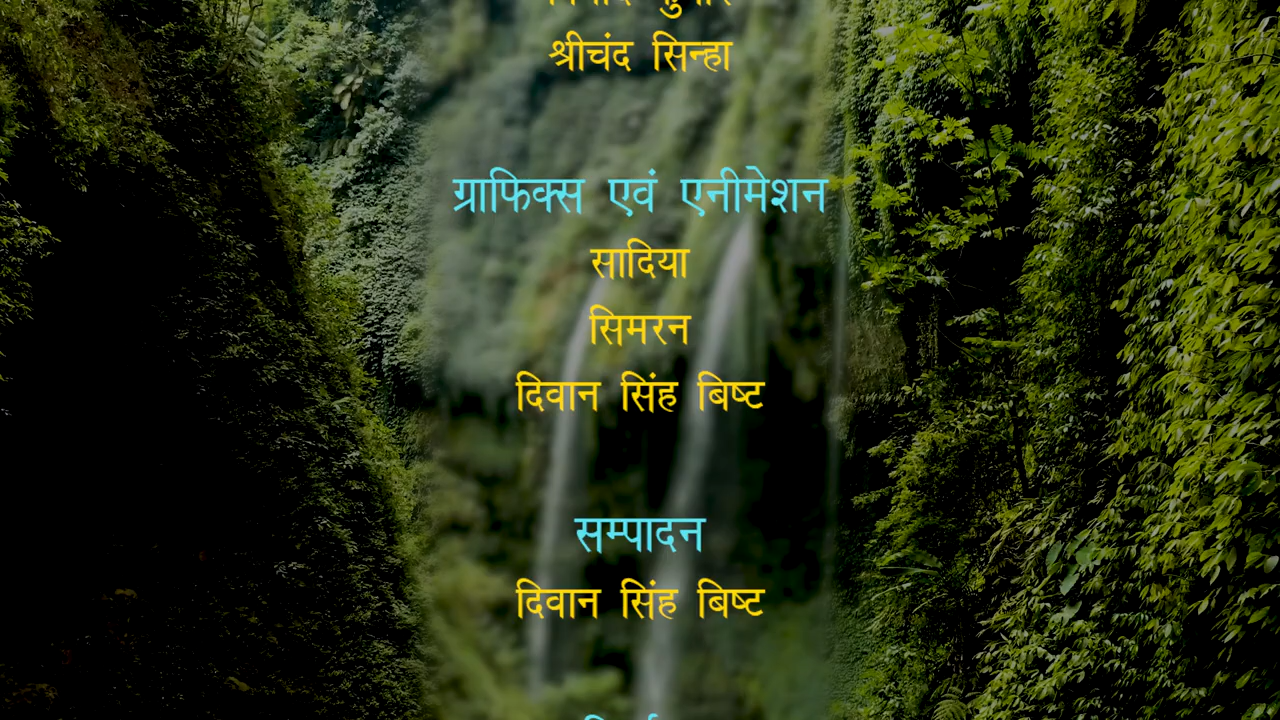 श्रीचंद सिन्हा
ग्राफिक्स एवं एनीमेशन
सादिया
सिमरन
दिवान सिंह बिष्ट
सम्पादन
दिवान सिंह बिष्ट